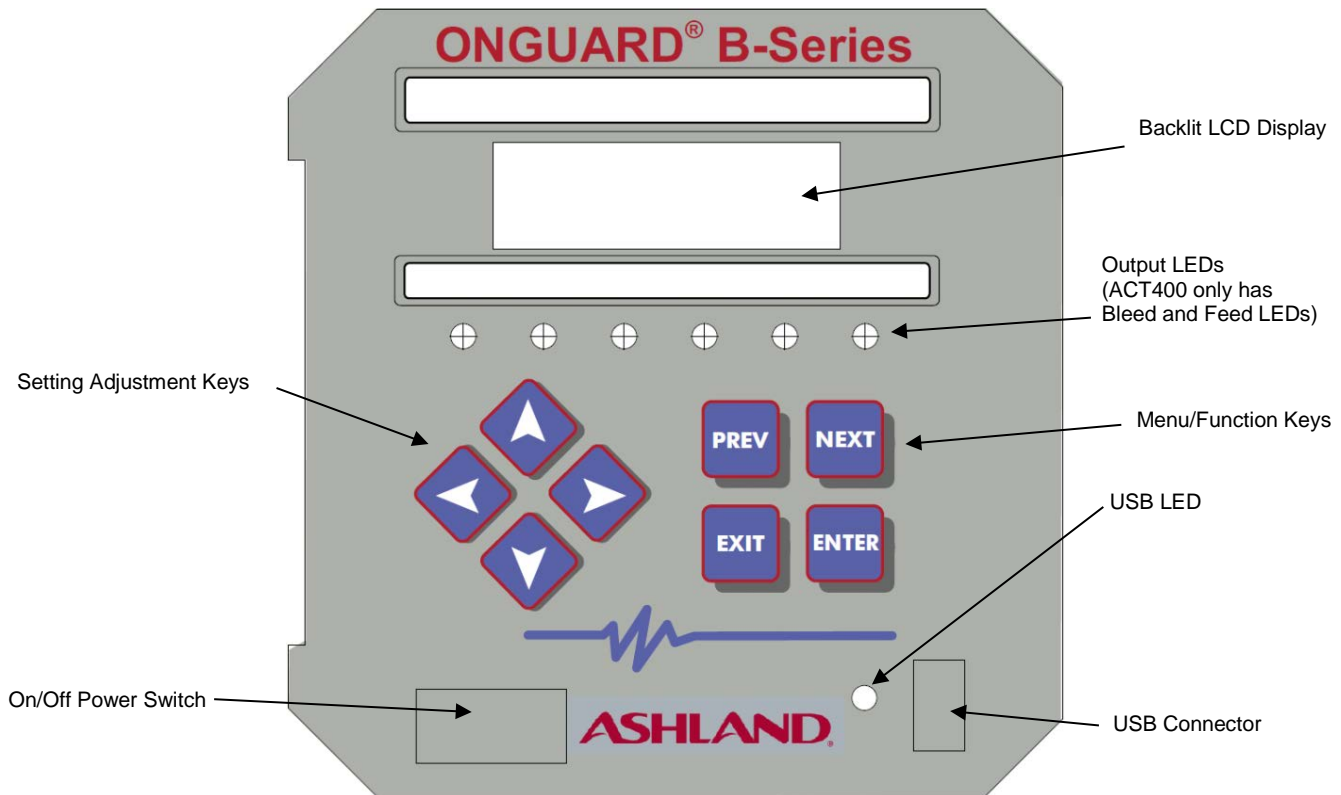 ONGUARD® B-Series
Backlit LCD Display
Output LEDs
(ACT400 only has
Bleed and Feed LEDs)
Setting Adjustment Keys
PREV
NEXT
Menu/Function Keys
USB LED
EXIT
ENTER
On/Off Power Switch
ASHLAND®
USB Connector